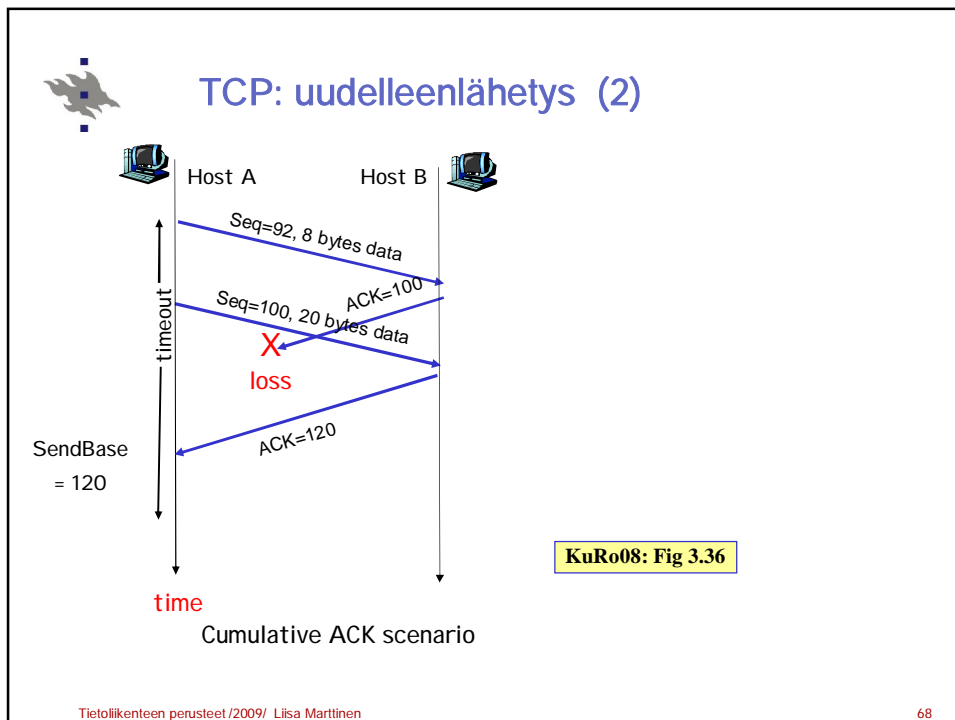 TCP: uudelleenlähetys (2)
Host A
Host B
Seq=92, 8 bytes data
ACK=100
Seq=100, 20 bytes data
timeout
X
loss
ACK=120
SendBase
= 120
KuRo08: Fig 3.36
time
Cumulative ACK scenario
Tietoliikenteen perusteet /2009/ Liisa Marttinen
68